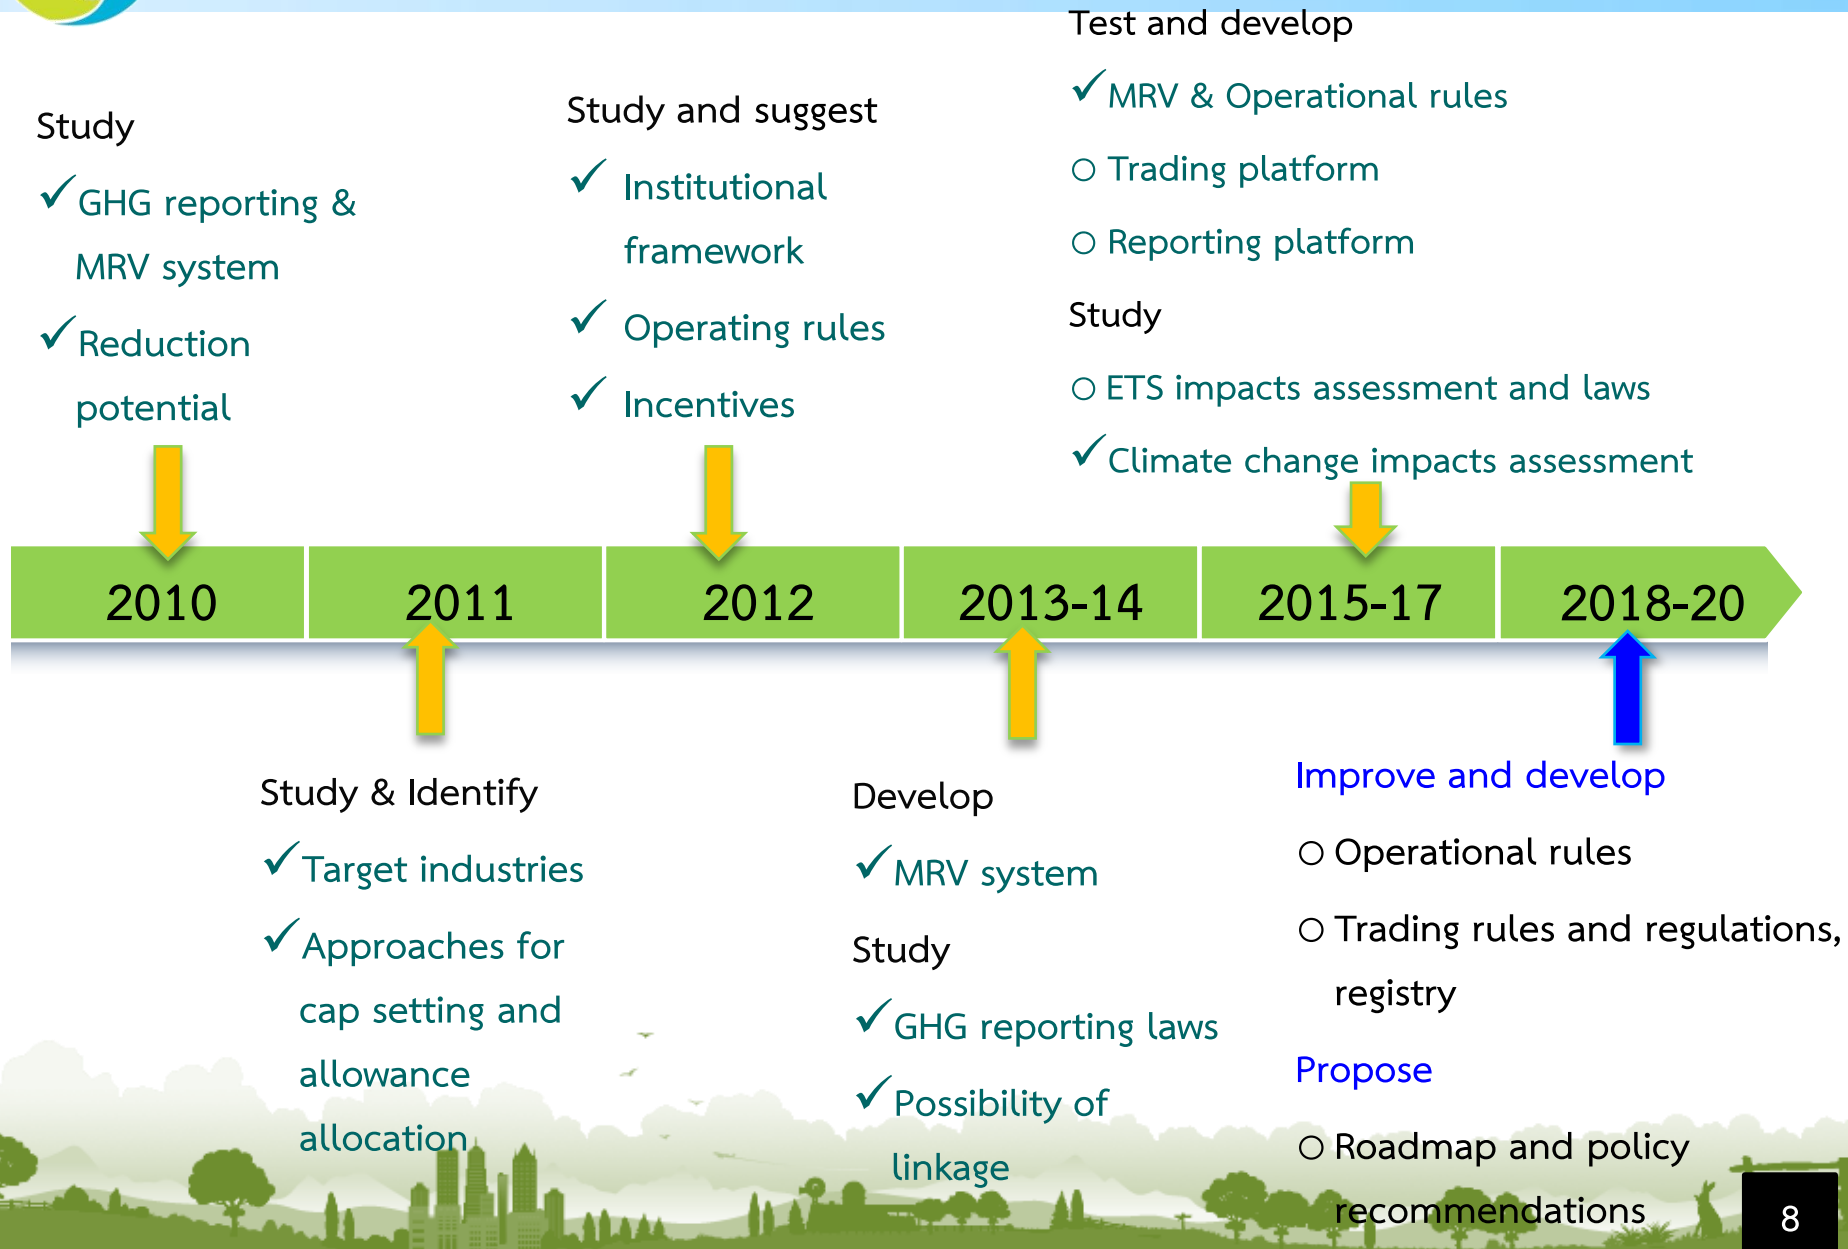 Study
✓ GHG reporting &
MRV system
✓ Reduction
potential
Study and suggest
✓ Institutional
framework
✓ Operating rules
✓ Incentives
Test and develop
✓ MRV & Operational rules
○ Trading platform
○ Reporting platform
Study
○ ETS impacts assessment and laws
✓ Climate change impacts assessment
2010
2011
2012
2013-14
2015-17
2018-20
Study & Identify
✓ Target industries
✓ Approaches for
cap setting and
allowance
allocation
Develop
✓ MRV system
Study
✓ GHG reporting laws
✓ Possibility of
linkage
Improve and develop
○ Operational rules
○ Trading rules and regulations,
registry
Propose
○ Roadmap and policy
recommendations
8